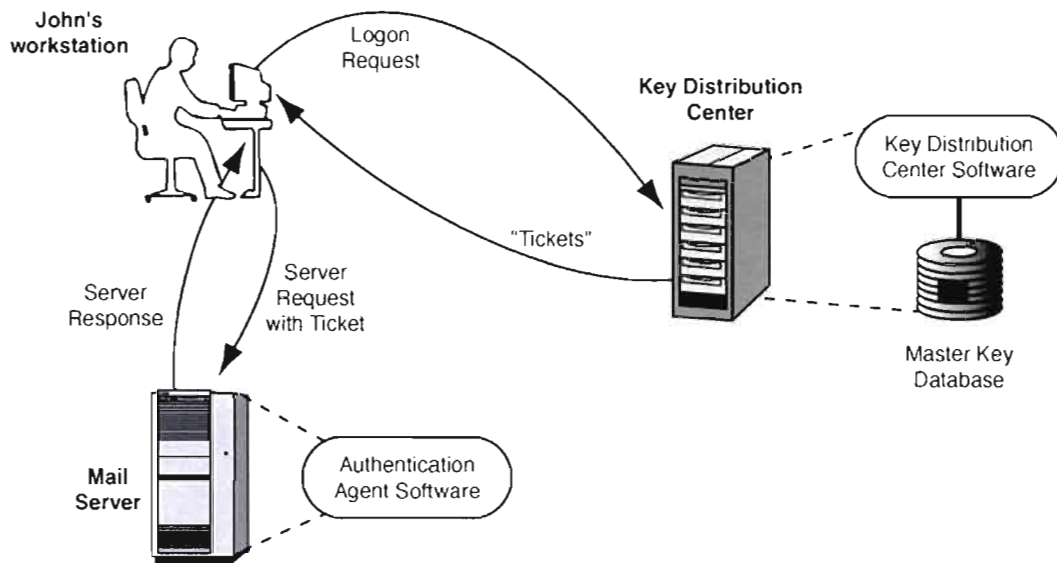 John's
workstation
Logon
Request
Key Distribution
Center
Key Distribution
Center Software
"Tickets"
Server
Response
Server
Request
with Ticket
Master Key
Database
Mail
Server
Authentication
Agent Software